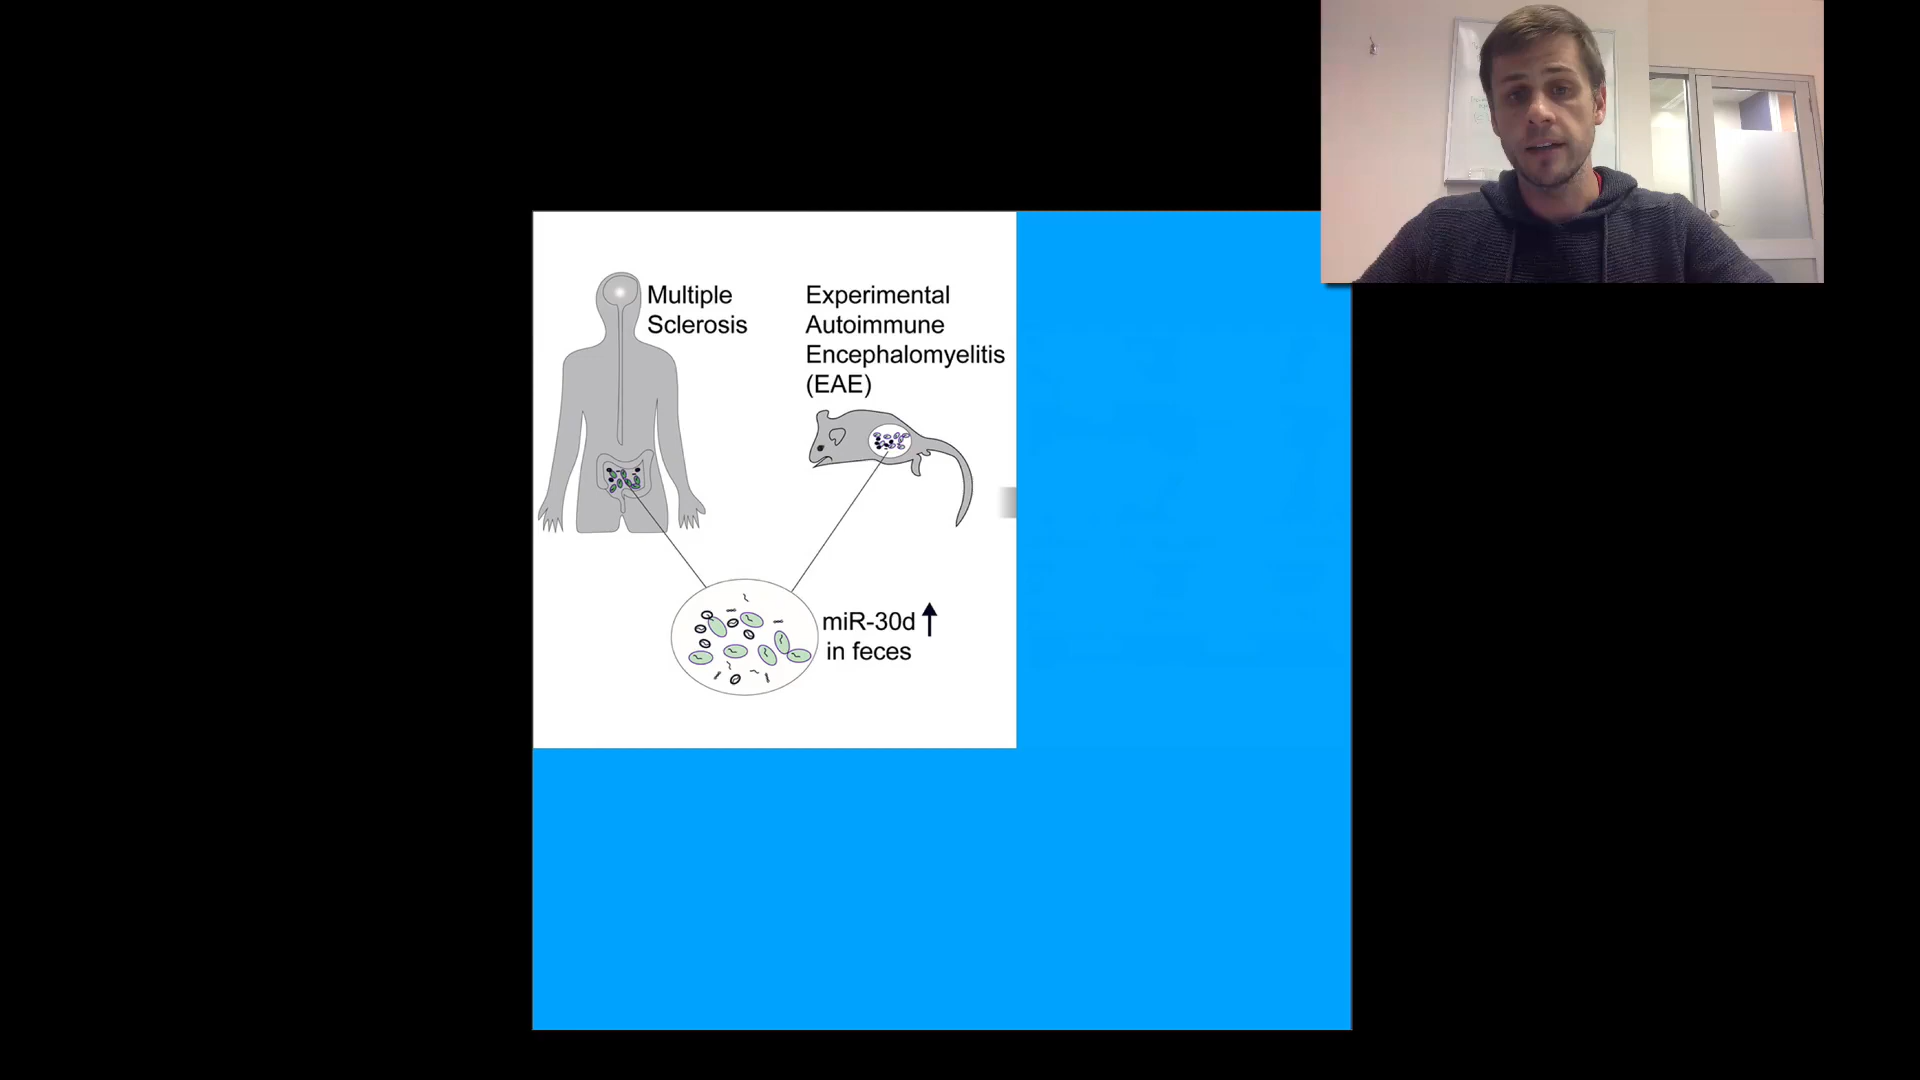 Multiple
Sclerosis
Experimental
Autoimmune
Encephalomyelitis
(EAE)
miR-30d↑
in feces